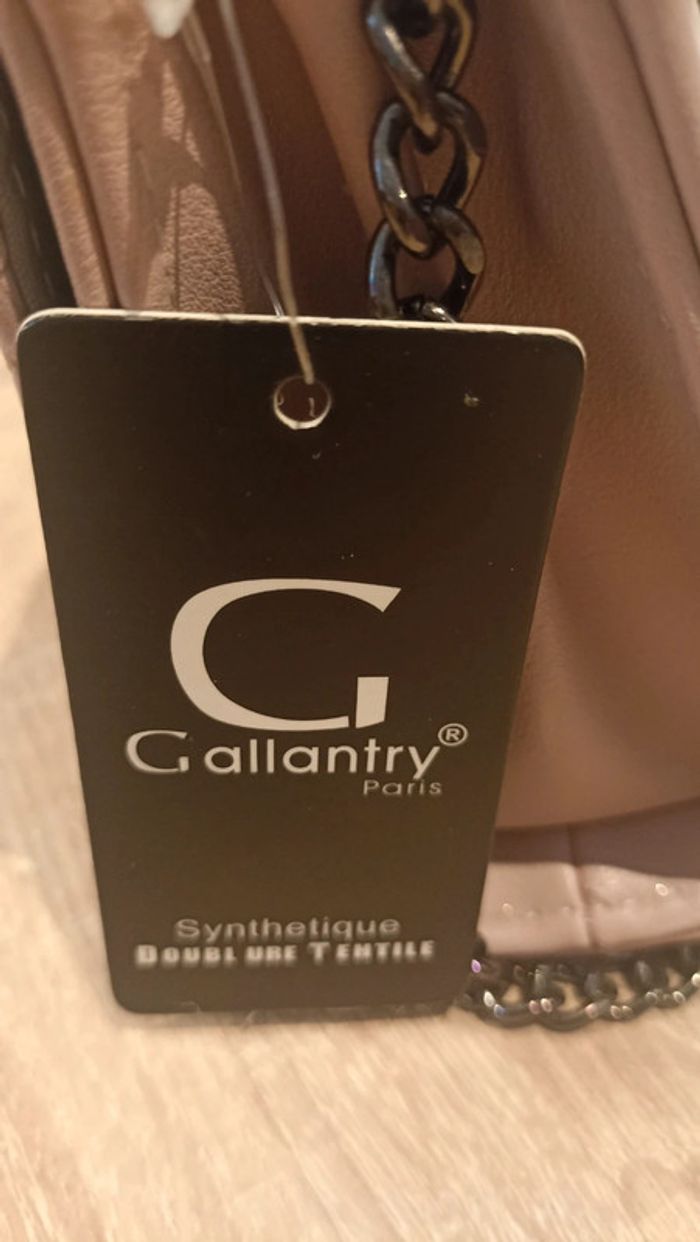 G
Gallantry®
Paris
Synthetique
DOUBLURE TEXTILE